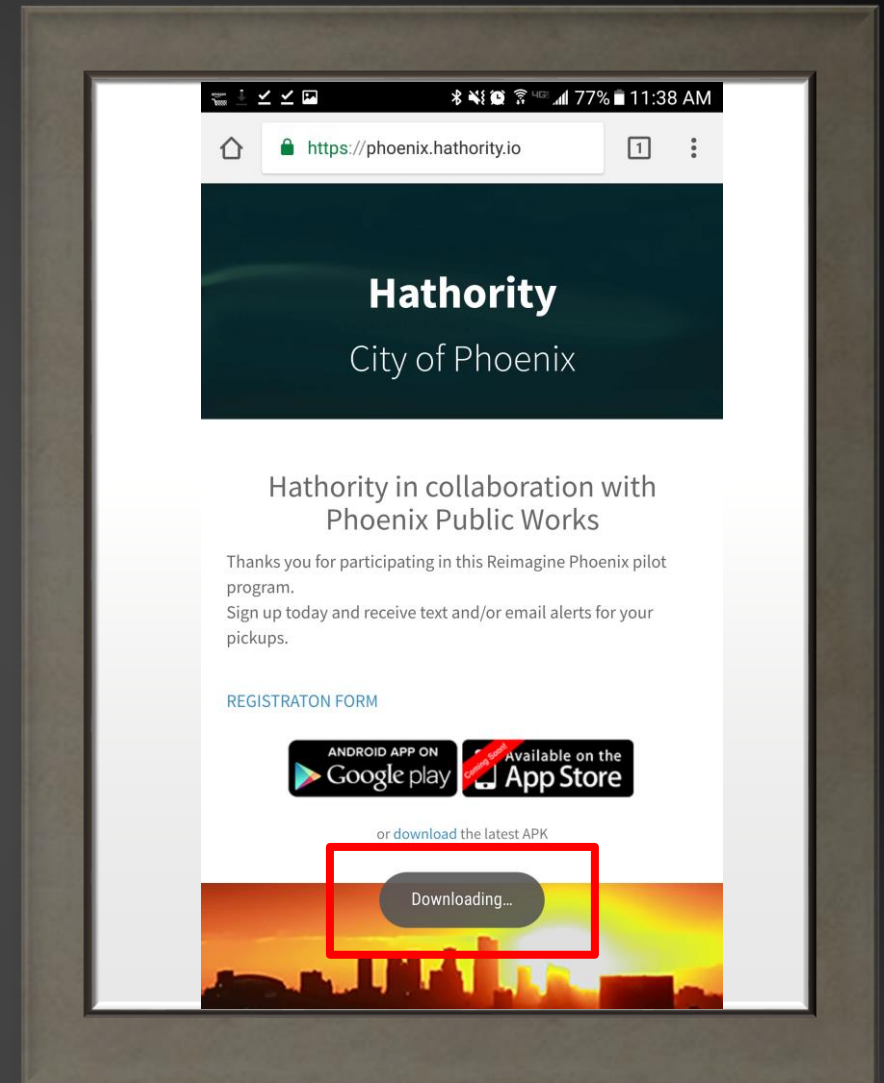 4GE 77% 11:38 AM
https://phoenix.hathority.io 1
Hathority
City of Phoenix
Hathority in collaboration with
Phoenix Public Works
Thanks you for participating in this Reimagine Phoenix pilot
program.
Sign up today and receive text and/or email alerts for your
pickups.
REGISTRATON FORM
ANDROID APP ON
Google play
Coming Soon!
Available on the
App Store
or download the latest APK
Downloading...